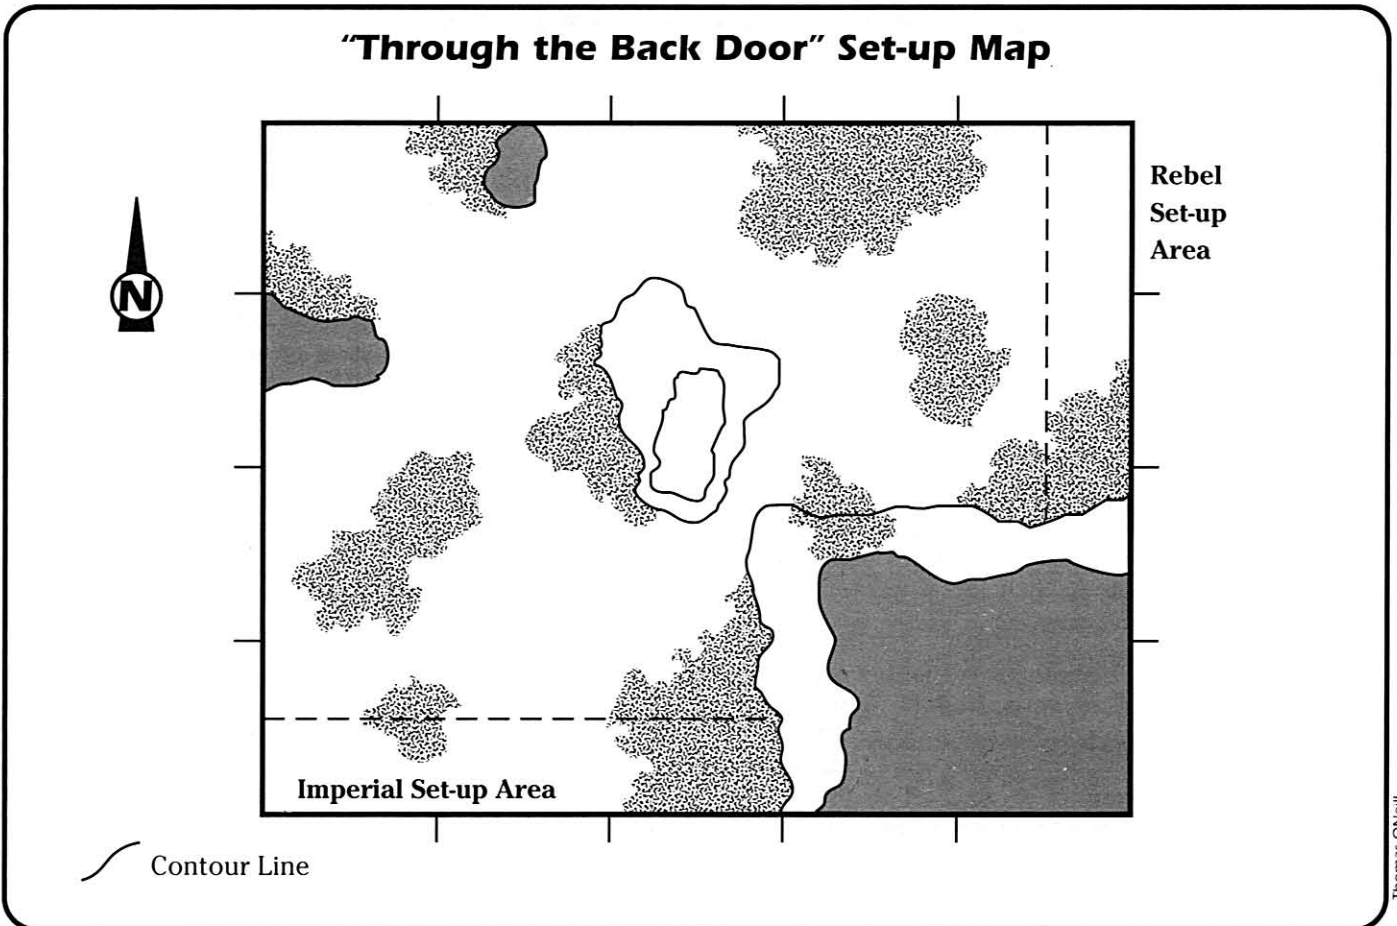 "Through the Back Door" Set-up Map
Rebel
Set-up
Area
N
Imperial Set-up Area
Contour Line